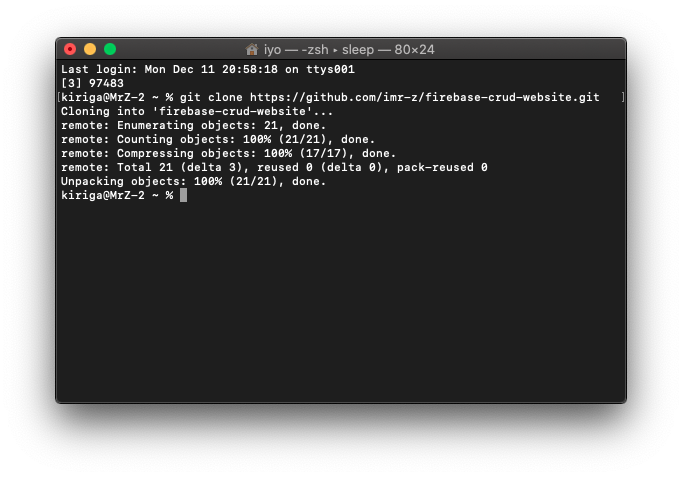 iyo — -zsh ▸ sleep — 80×24
Last login: Mon Dec 11 20:58:18 on ttys001
[3] 97483
[kiriga@MrZ-2 ~ % git clone https://github.com/imr-z/firebase-crud-website.git ]
Cloning into 'firebase-crud-website'...
remote: Enumerating objects: 21, done.
remote: Counting objects: 100% (21/21), done.
remote: Compressing objects: 100% (17/17), done.
remote: Total 21 (delta 3), reused 0 (delta 0), pack-reused 0
Unpacking objects: 100% (21/21), done.
kiriga@MrZ-2 ~ %